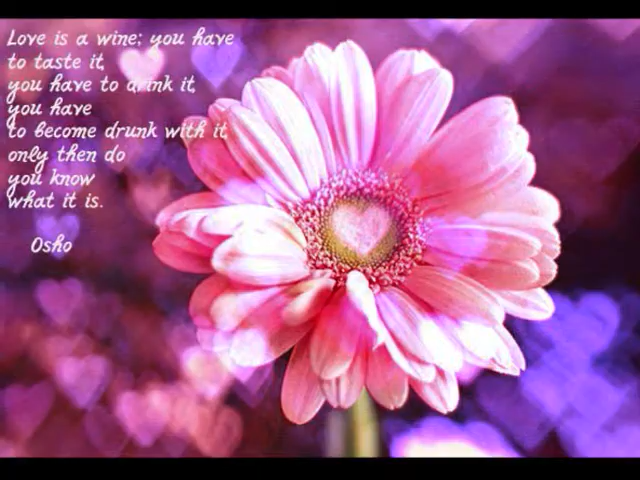 Love is a wine; you have
to taste it,
you have to drink it,
you have
to become drunk with it,
only then do
you know
what it is.
Osho